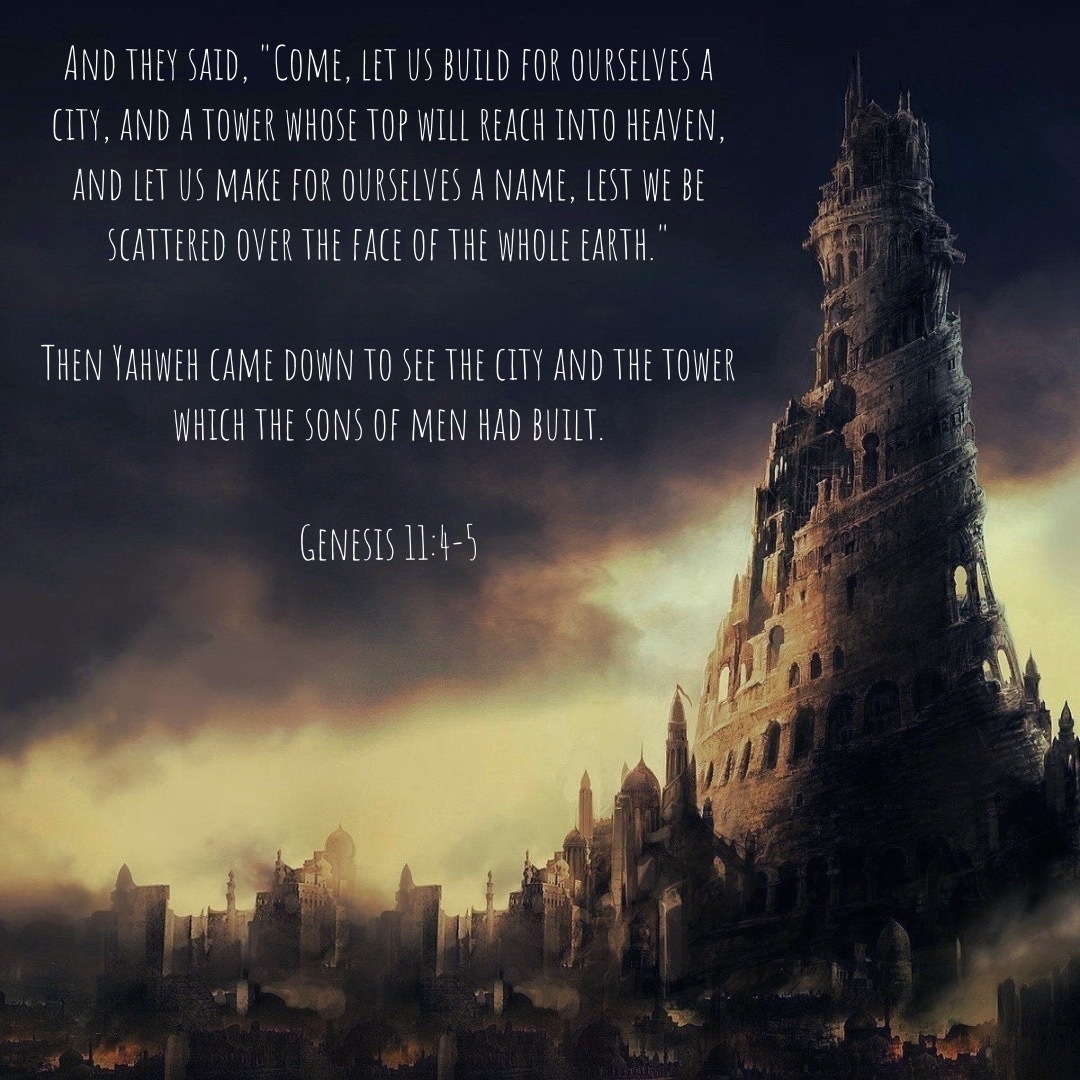 And they said, "Come, let us build for ourselves a
city, and a tower whose top will reach into heaven,
and let us make for ourselves a name, lest we be
scattered over the face of the whole earth."
Then Yahweh came down to see the city and the tower
which the sons of men had built.
Genesis 11:4-5